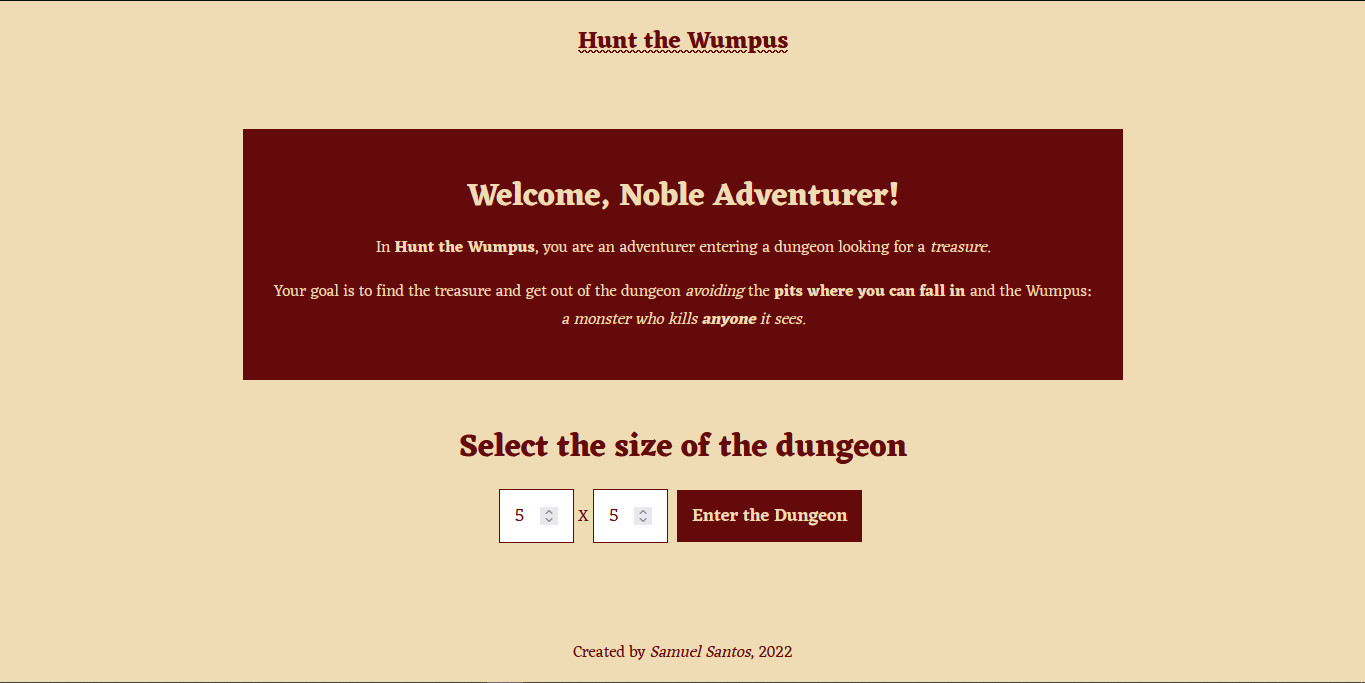 Hunt the Wumpus
Welcome, Noble Adventurer!
In Hunt the Wumpus, you are an adventurer entering a dungeon looking for a treasure.
Your goal is to find the treasure and get out of the dungeon avoiding the pits where you can fall in and the Wumpus:
a monster who kills anyone it sees.
Select the size of the dungeon
5 X 5 Enter the Dungeon
Created by Samuel Santos, 2022